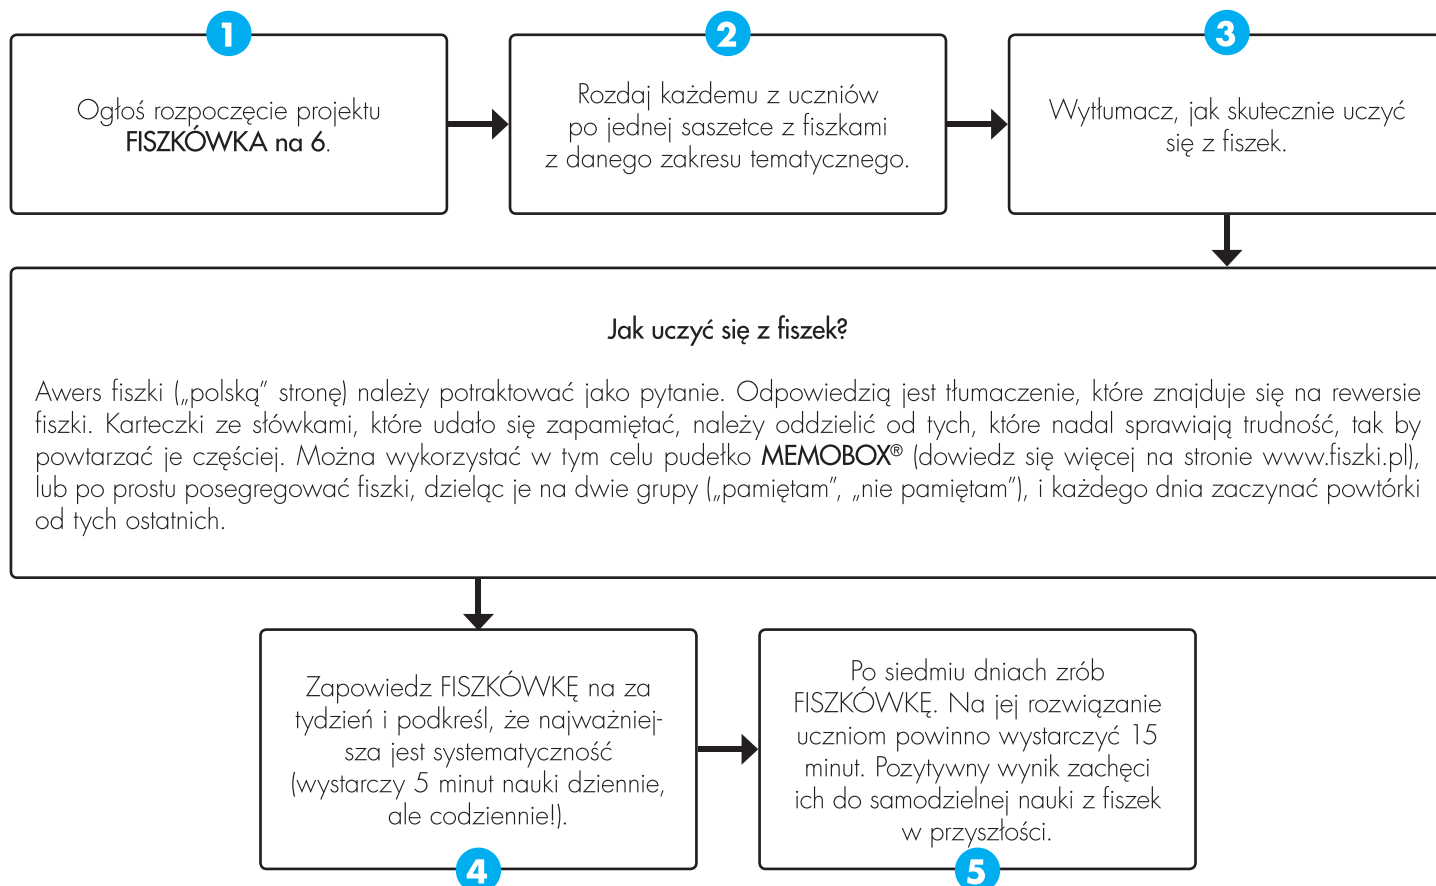 1
Ogłoś rozpoczęcie projektu
FISZKÓWKA na 6.
2
Rozdaj każdemu z uczniów
po jednej saszetce z fiszkami
z danego zakresu tematycznego.
3
Wytłumacz, jak skutecznie uczyć
się z fiszek.
Jak uczyć się z fiszek?
Awers fiszki („polską” stronę) należy potraktować jako pytanie. Odpowiedzią jest tłumaczenie, które znajduje się na rewersie
fiszki. Karteczki ze słówkami, które udało się zapamiętać, należy oddzielić od tych, które nadal sprawiają trudność, tak by
powtarzać je częściej. Można wykorzystać w tym celu pudełko MEMOBOX® (dowiedz się więcej na stronie www.fiszki.pl),
lub po prostu posegregować fiszki, dzieląc je na dwie grupy („pamiętam”, „nie pamiętam”), i każdego dnia zaczynać powtórki
od tych ostatnich.
Zapowiedz FISZKÓWKĘ na za
tydzień i podkreśl, że najważniej-
sza jest systematyczność
(wystarczy 5 minut nauki dziennie,
ale codziennie!).
4
Po siedmiu dniach zrób
FISZKÓWKĘ. Na jej rozwiązanie
uczniom powinno wystarczyć 15
minut. Pozytywny wynik zachęci
ich do samodzielnej nauki z fiszek
w przyszłości.
5